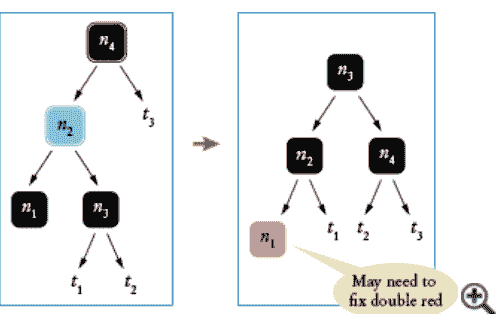 n₄
n₂
t₃
n₁
n₃
t₁
t₂
n₃
n₂
n₄
n₁
t₁
t₂
t₃
May need to
fix double red